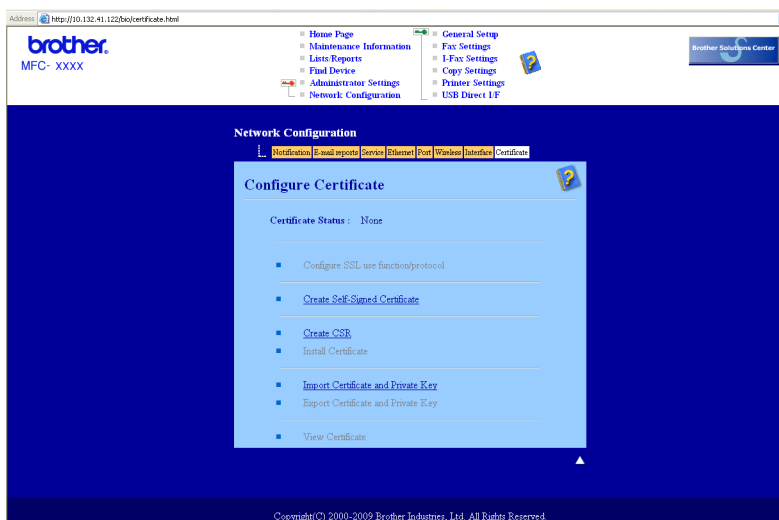 Address http://10.132.41.122/bio/certificate.html
brother.
MFC- XXXX
Home Page
Maintenance Information
Lists/Reports
Find Device
Administrator Settings
Network Configuration
General Setup
Fax Settings
I-Fax Settings
Copy Settings
Printer Settings
USB Direct I/F
Brother Solutions Center
Network Configuration
Notification E-mail reports Service Ethernet Port Wireless Interface Certificate
Configure Certificate
Certificate Status : None
Configure SSL use function/protocol
Create Self-Signed Certificate
Create CSR
Install Certificate
Import Certificate and Private Key
Export Certificate and Private Key
View Certificate
Copyright(C) 2000-2009 Brother Industries, Ltd. All Rights Reserved.